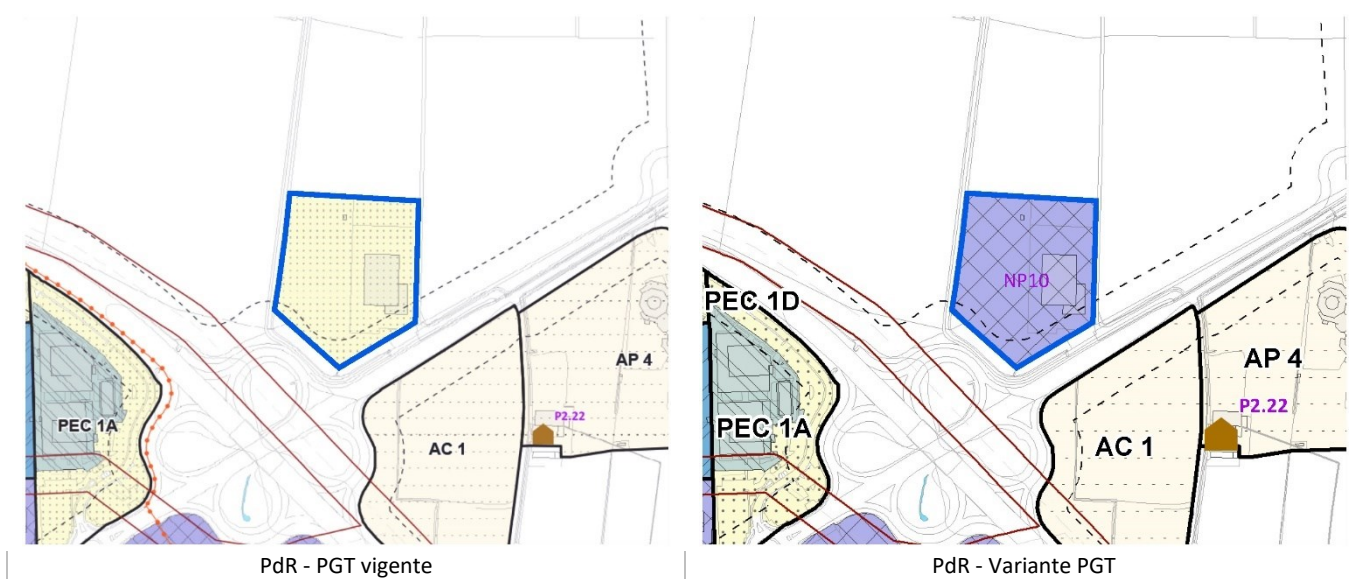 PEC 1A
AC 1
AP 4
P2.22
PdR - PGT vigente
NP10
PEC 1D
PEC 1A
AC 1
AP 4
P2.22
PdR - Variante PGT